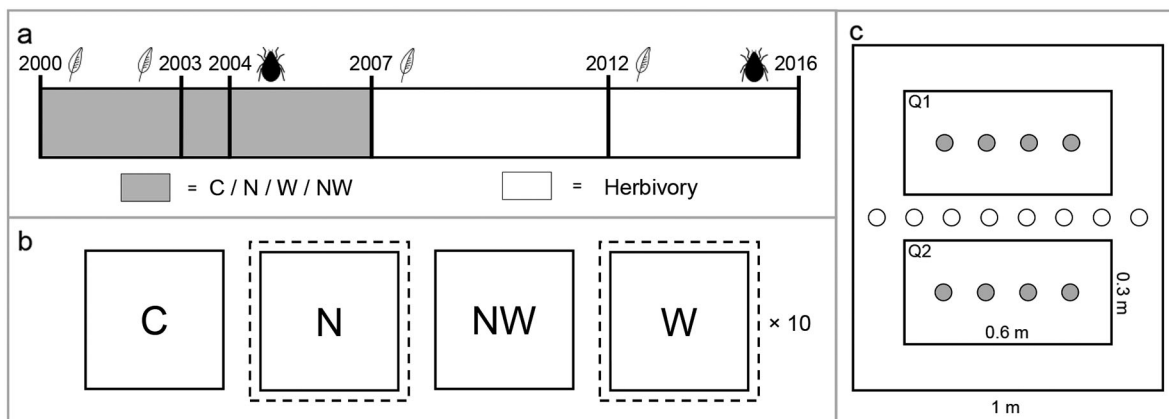 a
2000 2003 2004 2007 2012 2016
= C / N / W / NW
= Herbivory
b
C N NW W × 10
c
Q1
Q2
0.3 m
0.6 m
1 m